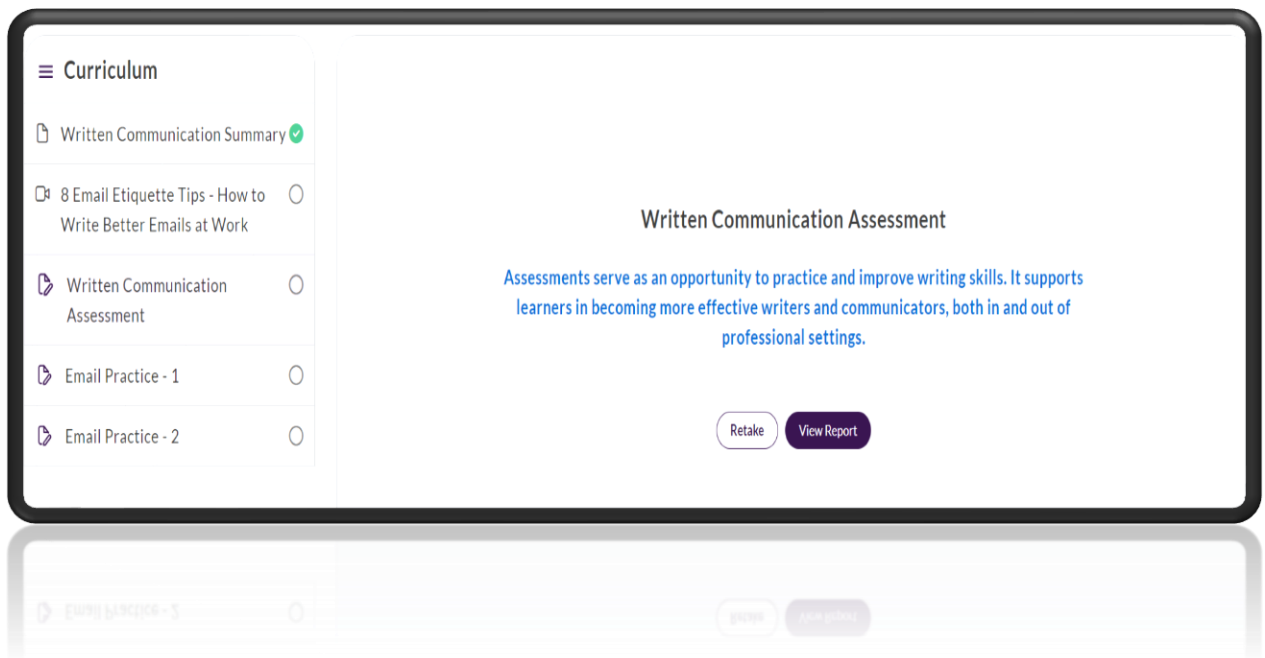 Curriculum
Written Communication Summary
8 Email Etiquette Tips - How to
Write Better Emails at Work
Written Communication
Assessment
Email Practice - 1
Email Practice - 2
Written Communication Assessment
Assessments serve as an opportunity to practice and improve writing skills. It supports
learners in becoming more effective writers and communicators, both in and out of
professional settings.
Retake
View Report